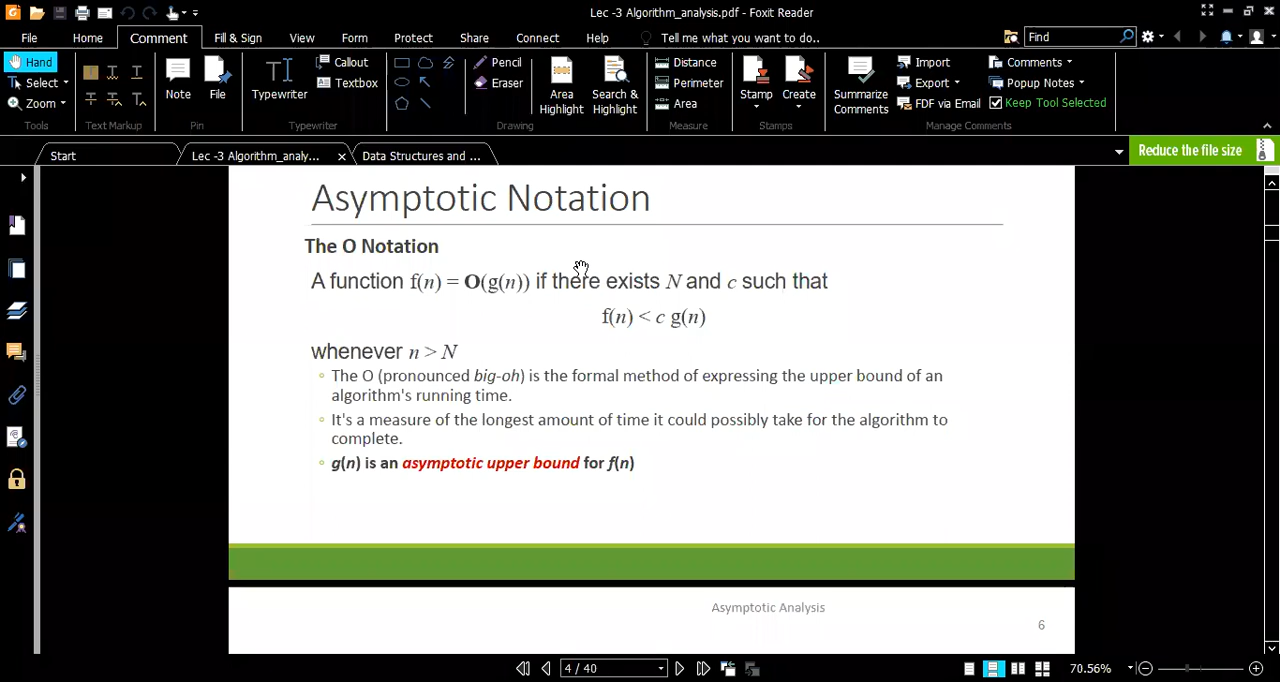 Lec -3 Algorithm_analysis.pdf - Foxit Reader
File Home Comment Fill & Sign View Form Protect Share Connect Help Tell me what you want to do.. Find
Hand
Select
Zoom
Tools
Text Markup
Note
File
Pin
Typewriter
Callout
Textbox
Typewriter
Pencil
Eraser
Area
Highlight
Search &
Highlight
Drawing
Distance
Perimeter
Area
Measure
Stamp
Create
Stamps
Summarize
Comments
Import
Export
FDF via Email
Comments
Popup Notes
Keep Tool Selected
Manage Comments
Start
Lec -3 Algorithm_analy...
Data Structures and ...
Reduce the file size
Asymptotic Notation
The O Notation
A function f(n) = O(g(n)) if there exists N and c such that
f(n) < c g(n)
whenever n > N
The O (pronounced big-oh) is the formal method of expressing the upper bound of an
algorithm's running time.
It's a measure of the longest amount of time it could possibly take for the algorithm to
complete.
g(n) is an asymptotic upper bound for f(n)
Asymptotic Analysis
6
4 / 40
70.56%